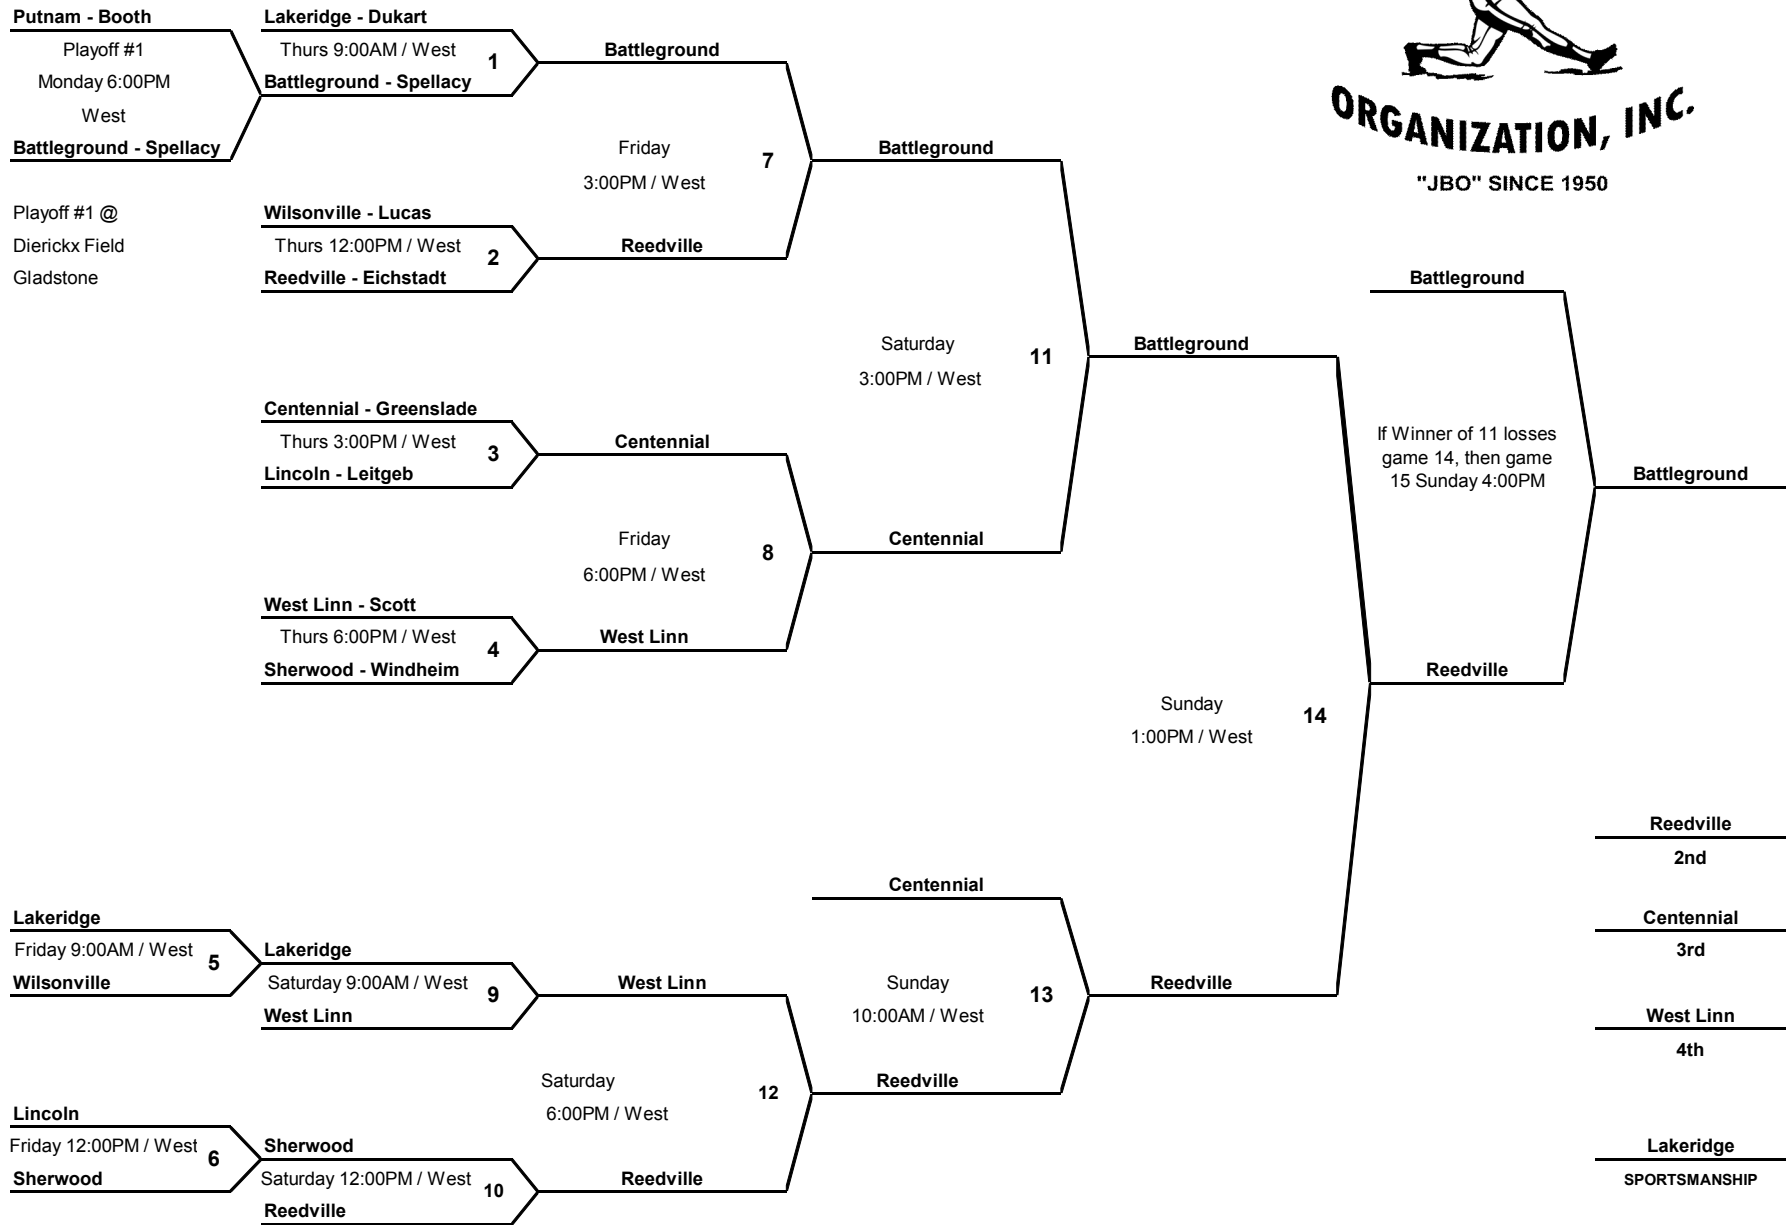 Putnam - Booth
Playoff #1
Monday 6:00PM
West
Battleground - Spellacy
Playoff #1 @
Dierickx Field
Gladstone
Lakeridge - Dukart
Thurs 9:00AM / West
1
Battleground - Spellacy
Wilsonville - Lucas
Thurs 12:00PM / West
2
Reedville - Eichstadt
Centennial - Greenslade
Thurs 3:00PM / West
3
Lincoln - Leitgeb
West Linn - Scott
Thurs 6:00PM / West
4
Sherwood - Windheim
Battleground
Friday
3:00PM / West
7
Reedville
Centennial
Friday
6:00PM / West
8
West Linn
Battleground
Saturday
3:00PM / West
11
Centennial
Battleground
Sunday
1:00PM / West
14
ORGANIZATION, INC.
"JBO" SINCE 1950
Battleground
If Winner of 11 losses
game 14, then game
15 Sunday 4:00PM
Reedville
Battleground
Lakeridge
Friday 9:00AM / West
5
Wilsonville
Lincoln
Friday 12:00PM / West
6
Sherwood
Lakeridge
Saturday 9:00AM / West
9
West Linn
Sherwood
Saturday 12:00PM / West
10
Reedville
West Linn
Saturday
6:00PM / West
12
Reedville
Centennial
Sunday
10:00AM / West
13
Reedville
Reedville
Reedville
2nd
Centennial
3rd
West Linn
4th
Lakeridge
SPORTSMANSHIP